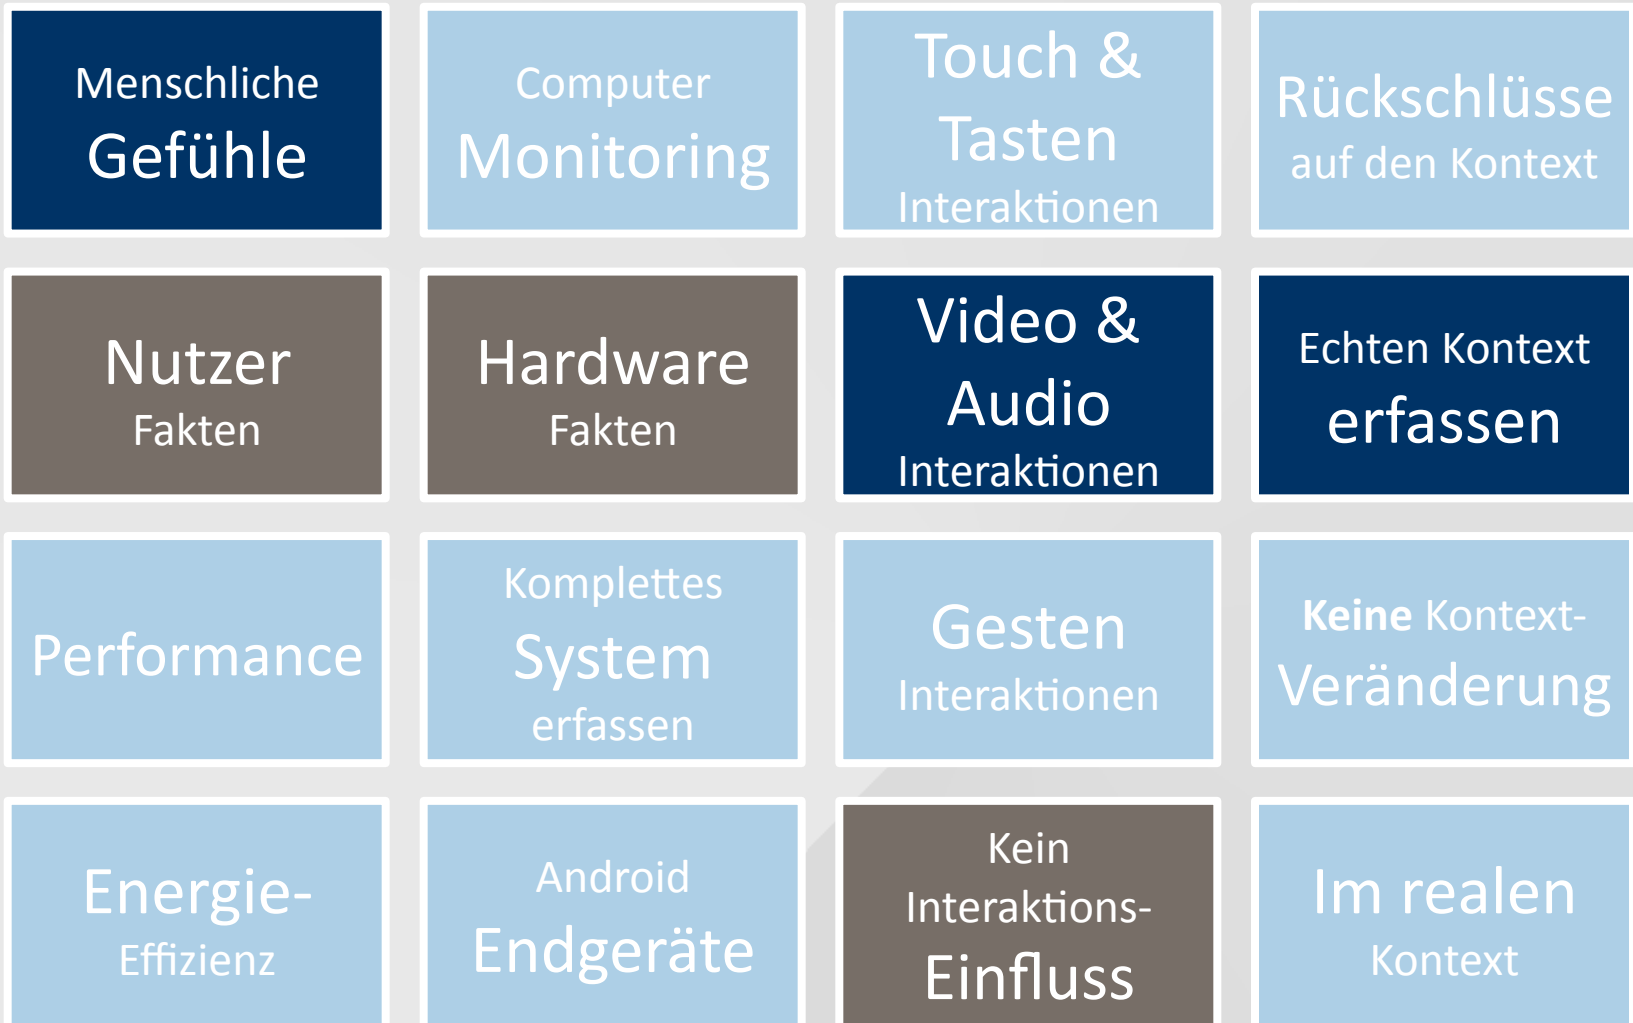 Menschliche
Gefühle
Computer
Monitoring
Touch &
Tasten
Interaktionen
Rückschlüsse
auf den Kontext
Nutzer
Fakten
Hardware
Fakten
Video &
Audio
Interaktionen
Echten Kontext
erfassen
Performance
Komplettes
System
erfassen
Gesten
Interaktionen
Keine Kontext-
Veränderung
Energie-
Effizienz
Android
Endgeräte
Kein
Interaktions-
Einfluss
Im realen
Kontext